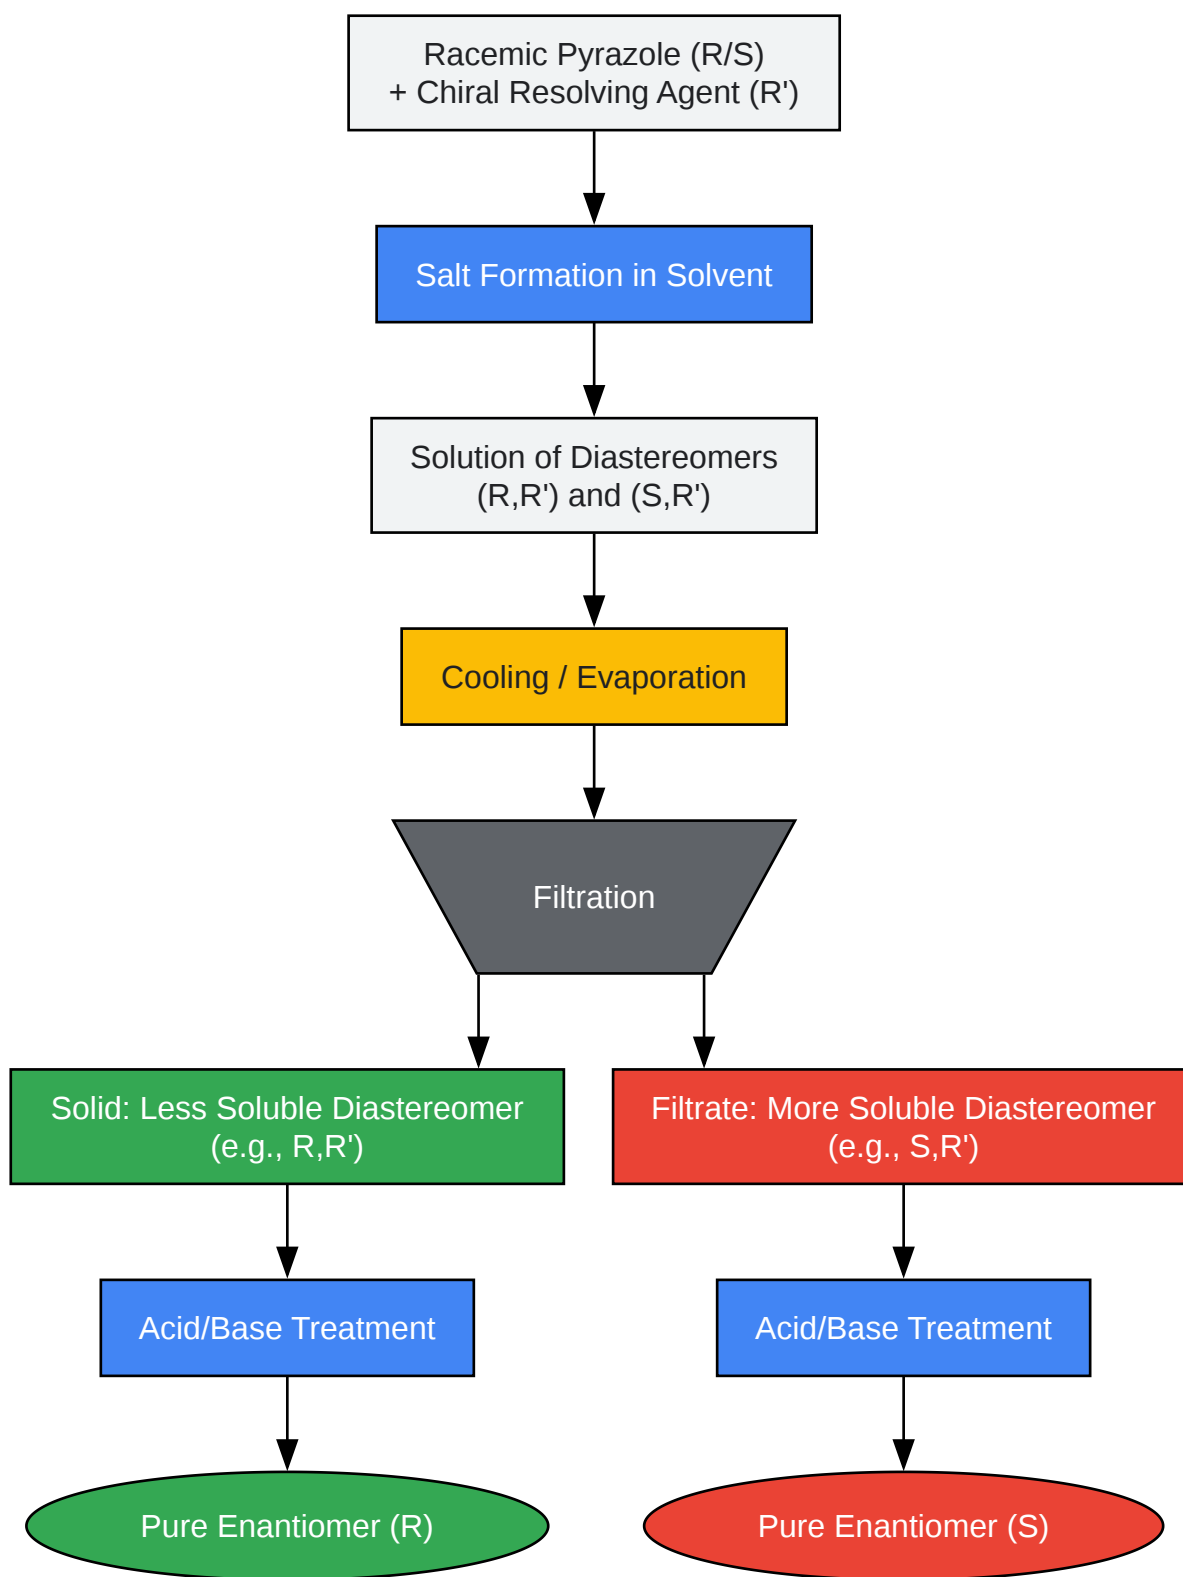 Racemic Pyrazole (R/S)
+ Chiral Resolving Agent (R')
Salt Formation in Solvent
Solution of Diastereomers
(R,R') and (S,R')
Cooling / Evaporation
Filtration
Solid: Less Soluble Diastereomer
(e.g., R,R')
Filtrate: More Soluble Diastereomer
(e.g., S,R')
Acid/Base Treatment
Acid/Base Treatment
Pure Enantiomer (R)
Pure Enantiomer (S)